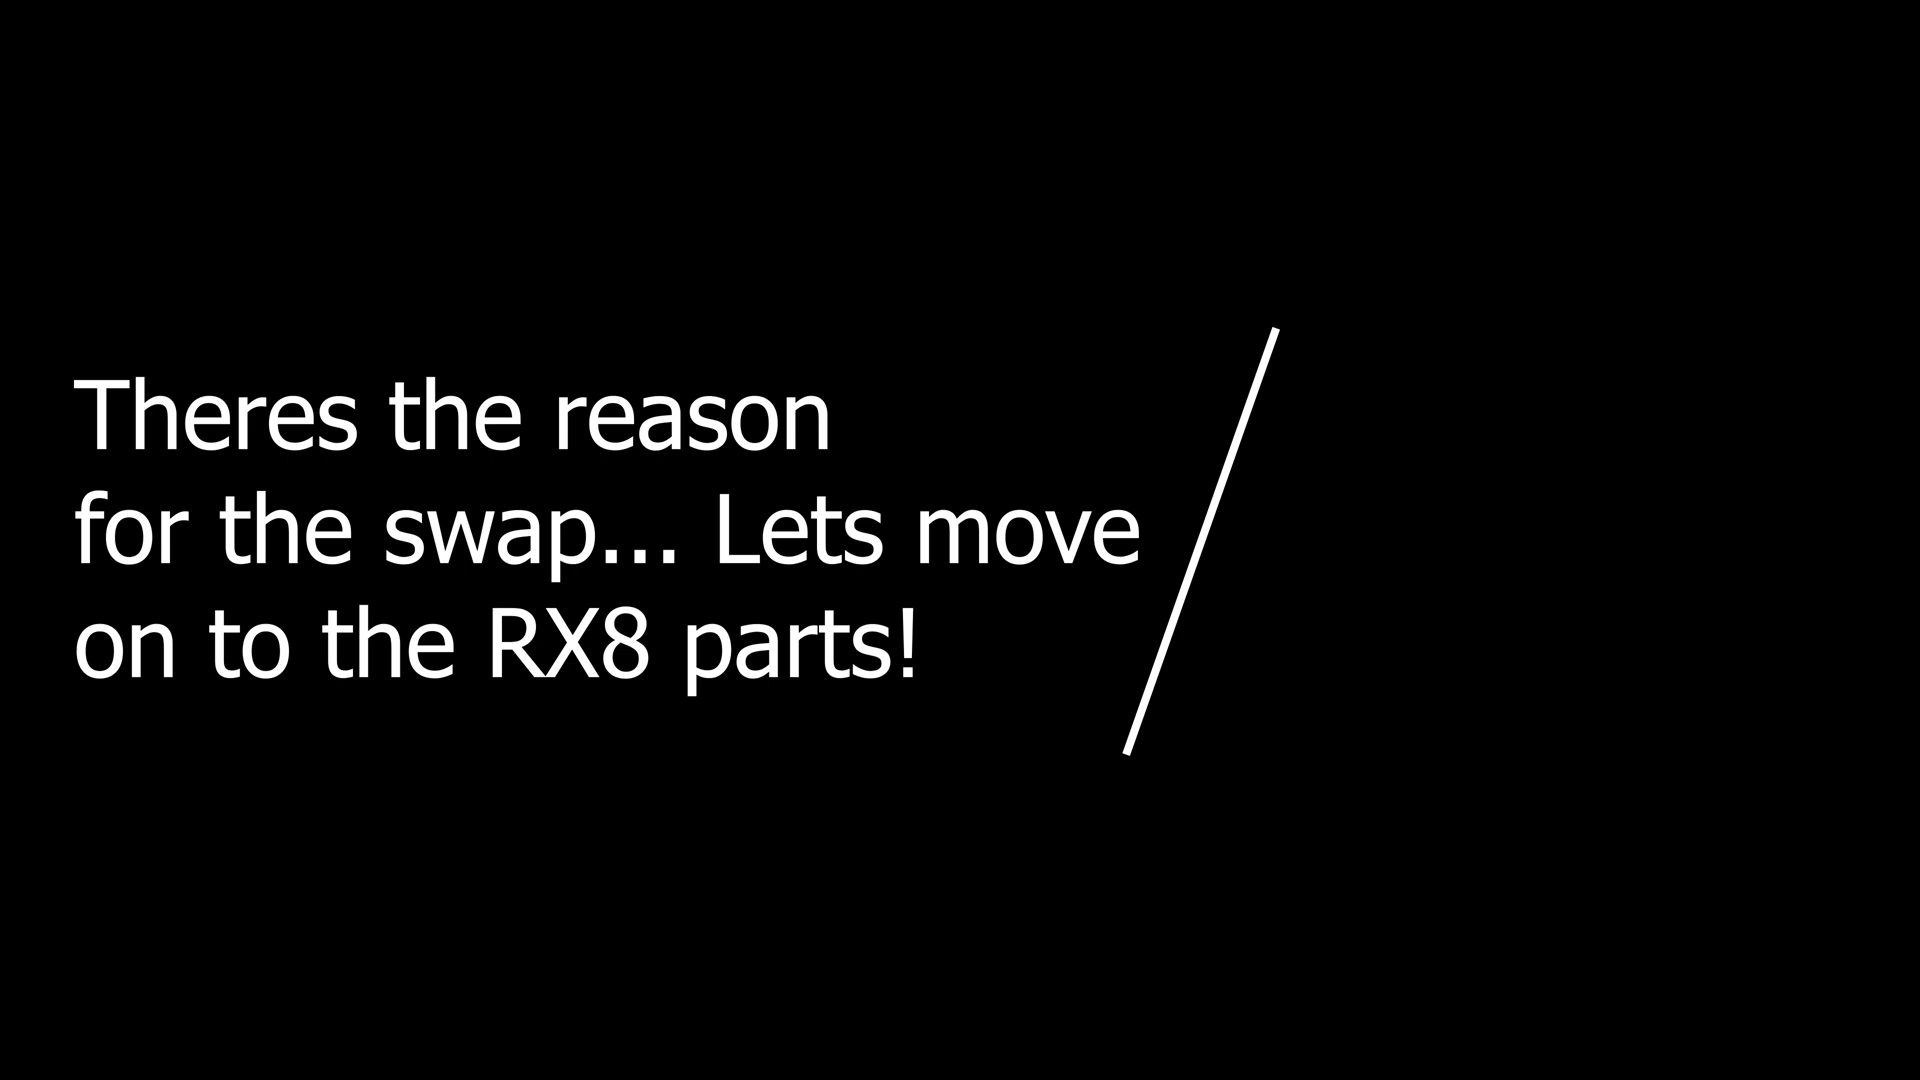 Theres the reason
for the swap... Lets move
on to the RX8 parts!